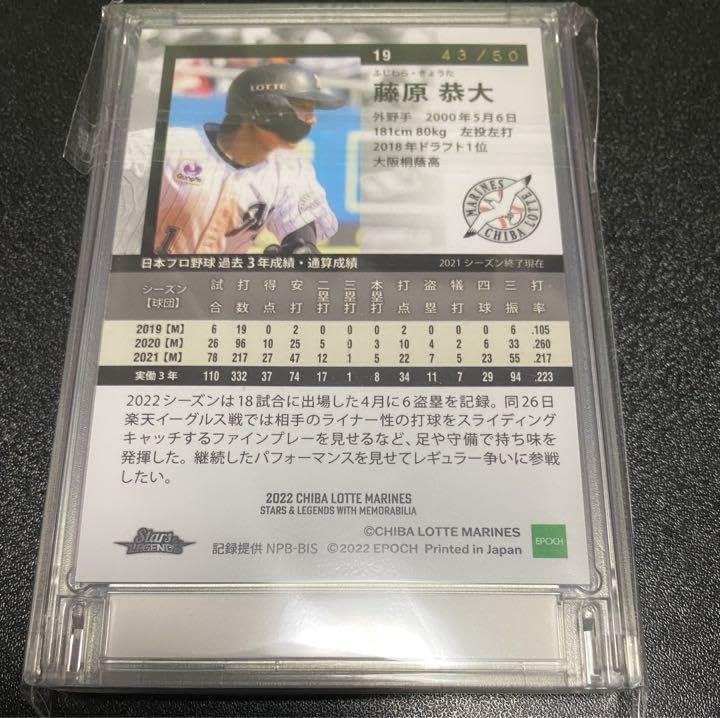 19 43/50
ふじわら・きょうた
藤原 恭大
外野手 2000年5月6日
181cm 80kg 左投左打
2018年ドラフト1位
大阪桐蔭高
LOTTE
1
MARINES
CHIBA LOTTE
日本プロ野球 過去3年成績・通算成績 2021 シーズン終了現在
シーズン【球団】 試合 打数 得点 安打 二塁打 三塁打 本塁打 打点 盗塁 犠打 四球 三振 打率
2019【M】 6 19 0 2 0 0 0 2 0 0 0 6 .105
2020【M】 26 96 10 25 5 0 3 10 4 2 6 33 .260
2021【M】 78 217 27 47 12 1 5 22 7 5 23 55 .217
実働3年 110 332 37 74 17 1 8 34 11 7 29 94 .223
2022シーズンは18試合に出場した4月に6盗塁を記録。同26日
楽天イーグルス戦では相手のライナー性の打球をスライディング
キャッチするファインプレーを見せるなど、足や守備で持ち味を
発揮した。継続したパフォーマンスを見せてレギュラー争いに参戦
したい。
2022 CHIBA LOTTE MARINES
STARS & LEGENDS WITH MEMORABILIA
©CHIBA LOTTE MARINES
Stars
LEGENDS
記録提供 NPB-BIS ©2022 EPOCH Printed in Japan
EPOCH